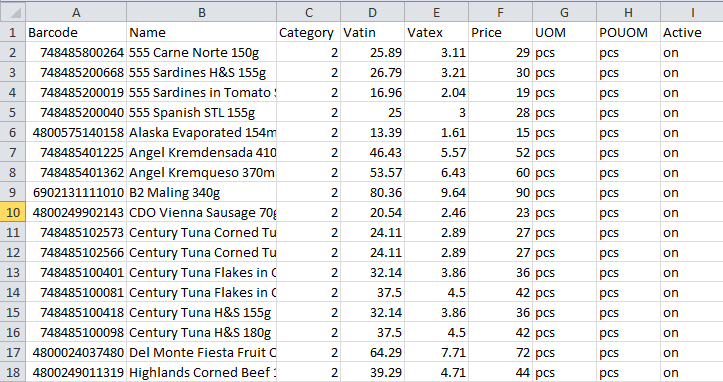 A B C D E F G H I
1 Barcode Name Category Vatin Vatex Price UOM POUOM Active
2 748485800264 555 Carne Norte 150g 2 25.89 3.11 29 pcs pcs on
3 748485200668 555 Sardines H&S 155g 2 26.79 3.21 30 pcs pcs on
4 748485200019 555 Sardines in Tomato 2 16.96 2.04 19 pcs pcs on
5 748485200040 555 Spanish STL 155g 2 25 3 28 pcs pcs on
6 4800575140158 Alaska Evaporated 154m 2 13.39 1.61 15 pcs pcs on
7 748485401225 Angel Kremdensada 410 2 46.43 5.57 52 pcs pcs on
8 748485401362 Angel Kremqueso 370m 2 53.57 6.43 60 pcs pcs on
9 6902131111010 B2 Maling 340g 2 80.36 9.64 90 pcs pcs on
10 4800249902143 CDO Vienna Sausage 70g 2 20.54 2.46 23 pcs pcs on
11 748485102573 Century Tuna Corned Tu 2 24.11 2.89 27 pcs pcs on
12 748485102566 Century Tuna Corned Tu 2 24.11 2.89 27 pcs pcs on
13 748485100401 Century Tuna Flakes in 2 32.14 3.86 36 pcs pcs on
14 748485100081 Century Tuna Flakes in 2 37.5 4.5 42 pcs pcs on
15 748485100418 Century Tuna H&S 155g 2 32.14 3.86 36 pcs pcs on
16 748485100098 Century Tuna H&S 180g 2 37.5 4.5 42 pcs pcs on
17 4800024037480 Del Monte Fiesta Fruit 2 64.29 7.71 72 pcs pcs on
18 4800249011319 Highlands Corned Beef 2 39.29 4.71 44 pcs pcs on